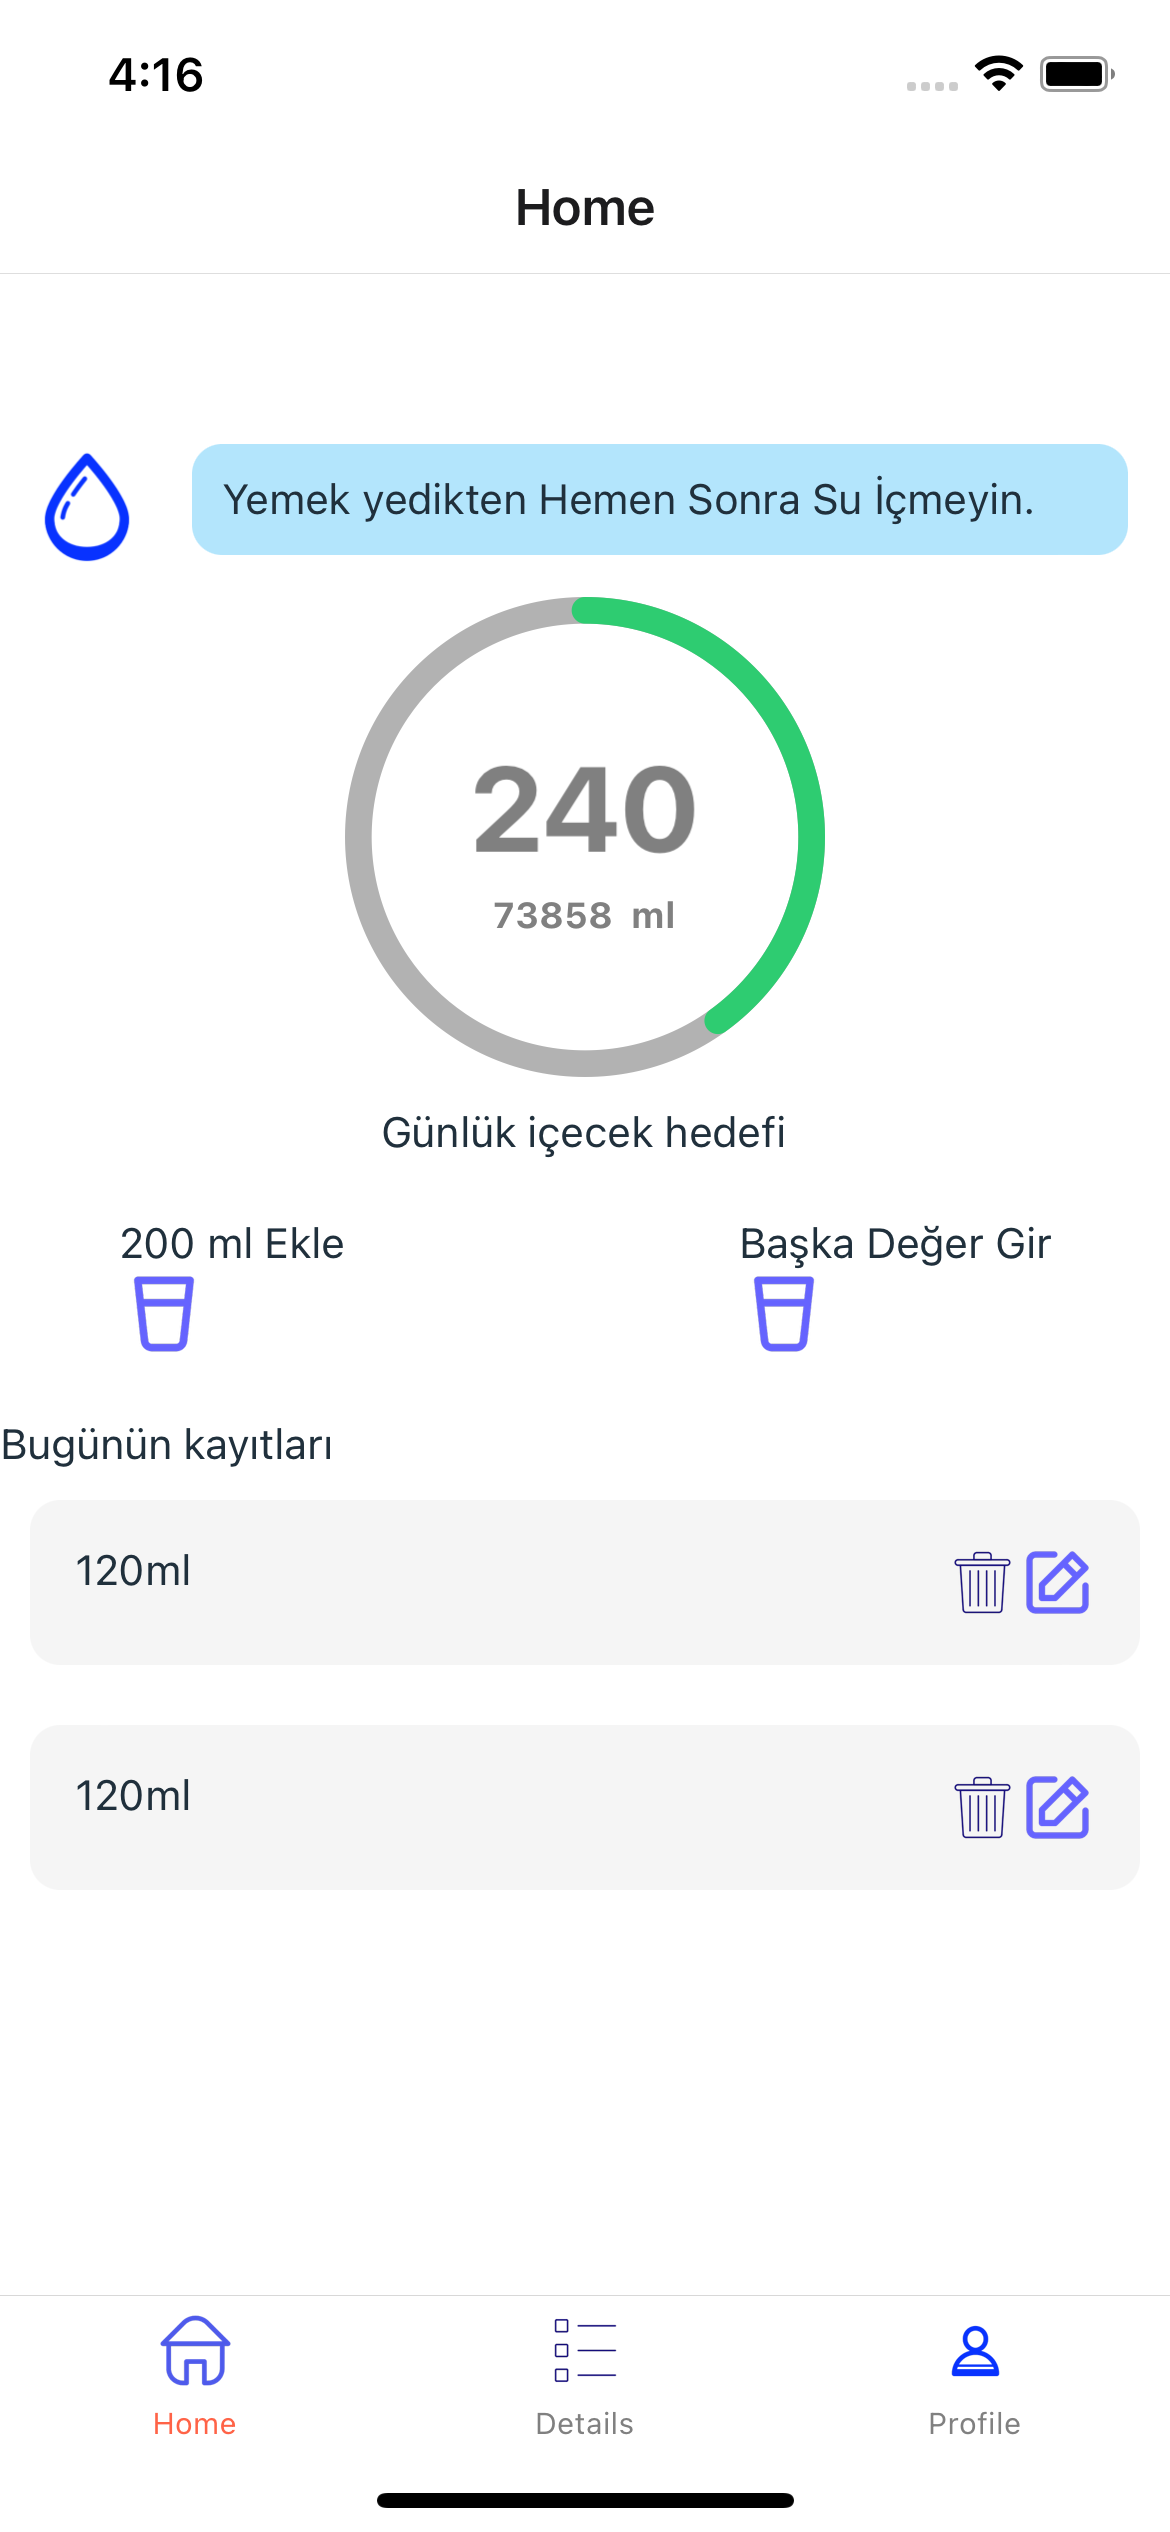 4:16
Home
Yemek yedikten Hemen Sonra Su İçmeyin.
240
73858 ml
Günlük içecek hedefi
200 ml Ekle
Başka Değer Gir
Bugünün kayıtları
120ml
120ml
Home
Details
Profile